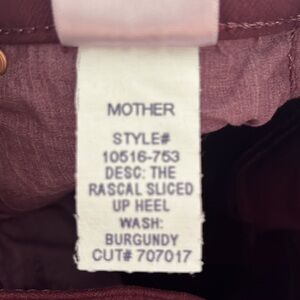 MOTHER
STYLE#
10516-753
DESC: THE
RASCAL SLICED
UP HEEL
WASH:
BURGUNDY
CUT# 707017